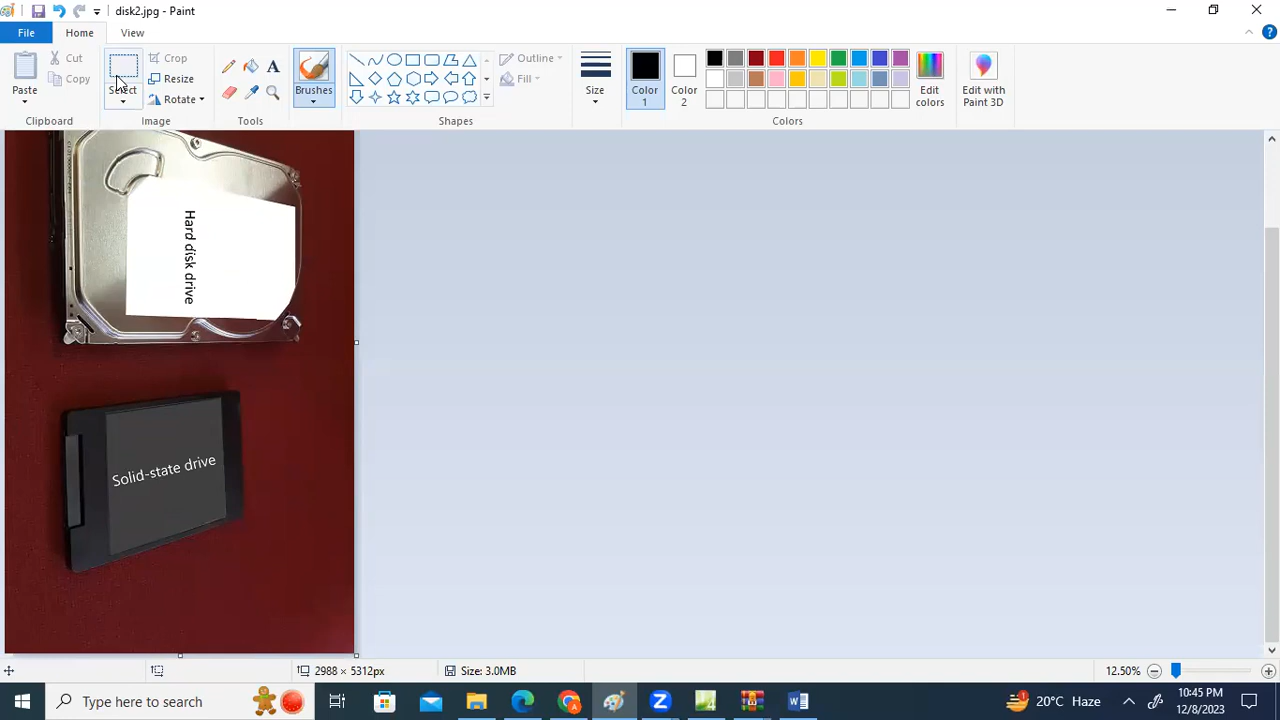 disk2.jpg - Paint
File
Home
View
Paste
Cut
Copy
Clipboard
Select
Crop
Resize
Rotate
Image
A
Tools
Brushes
Shapes
Outline
Fill
Size
Color 1
Color 2
Edit colors
Edit with Paint 3D
Colors
Hard disk drive
Solid-state drive
2988 × 5312px
Size: 3.0MB
12.50%
Type here to search
20°C Haze
10:45 PM
12/8/2023